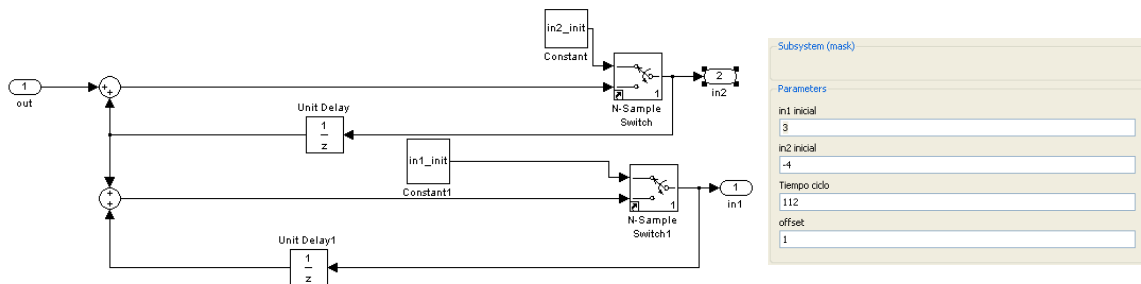 in2_init
Constant
1
out
++
1
N-Sample
Switch
2
in2
Unit Delay
1
z
in1_init
Constant1
+
+
1
N-Sample
Switch1
1
in1
Unit Delay1
1
z
Subsystem (mask)
Parameters
in1 inicial
3
in2 inicial
-4
Tiempo ciclo
112
offset
1